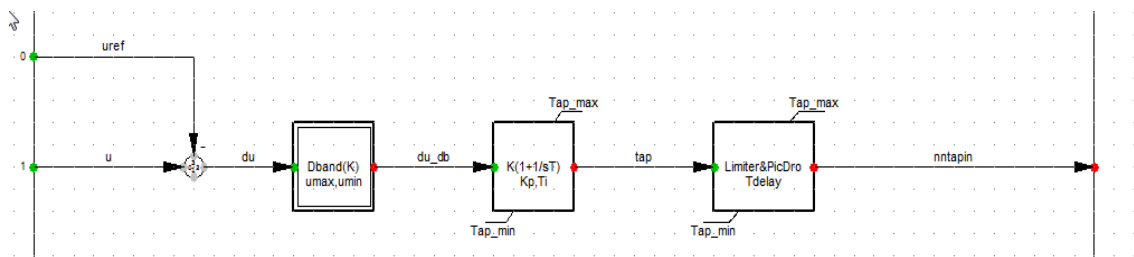 uref
0
Tap_max
Tap_max
-
u
du
du_db
tap
nntapin
1
Dband(K)
umax,umin
K(1+1/sT)
Kp,Ti
Limiter&PicDro
Tdelay
Tap_min
Tap_min